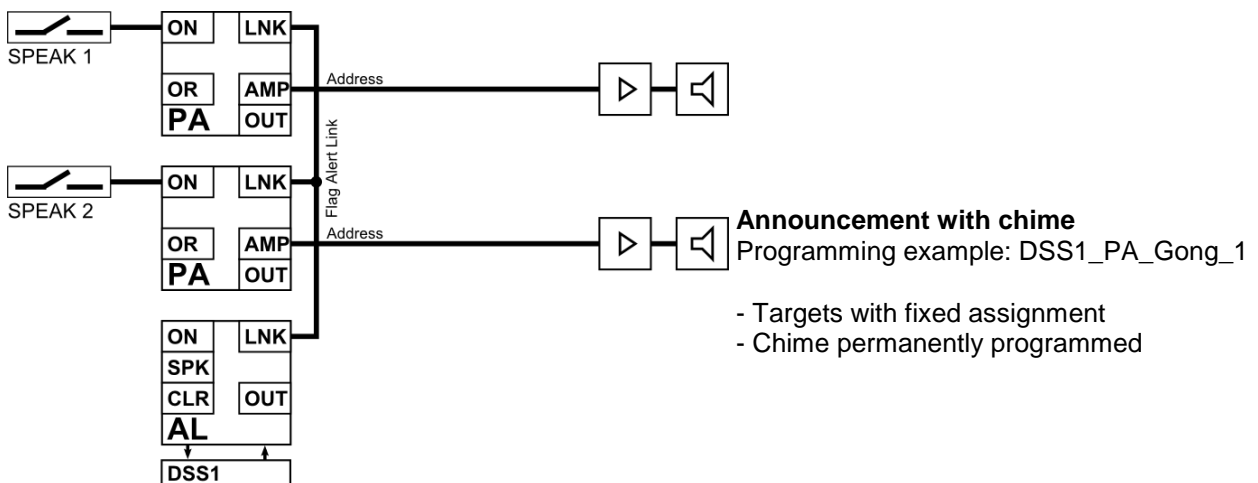 ON LNK
SPEAK 1
OR AMP Address
PA OUT
Flag Alert Link
ON LNK
SPEAK 2
OR AMP Address
PA OUT
Announcement with chime
Programming example: DSS1_PA_Gong_1
- Targets with fixed assignment
- Chime permanently programmed
ON LNK
SPK
CLR OUT
AL
DSS1